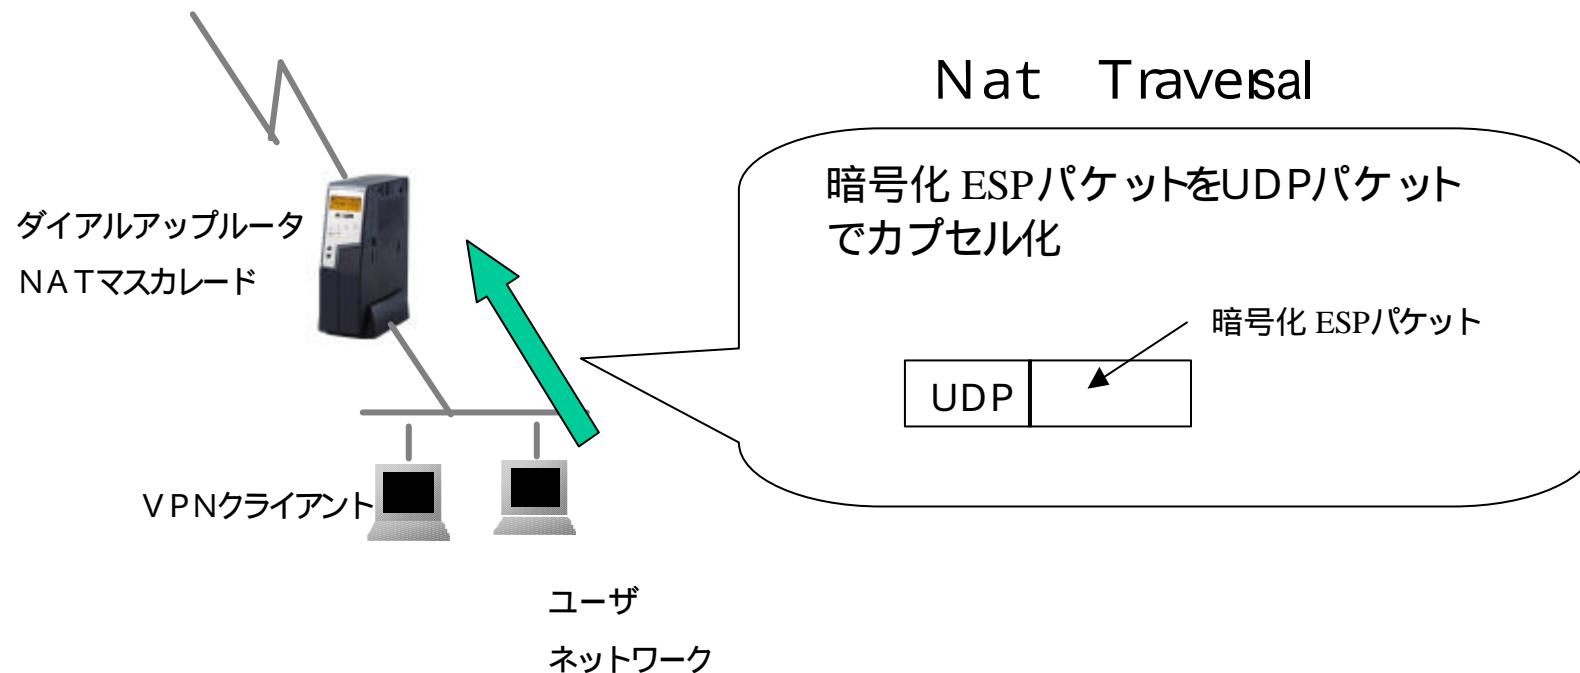 Nat Traversal
暗号化 ESPパケットをUDPパケット
でカプセル化
暗号化 ESPパケット
UDP
ダイアルアップルータ
NATマスカレード
VPNクライアント
ユーザ
ネットワーク